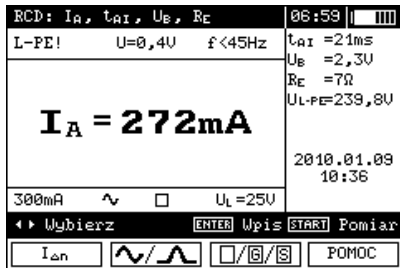 RCD: IA, tAI, UB, RE 06:59
L-PE! U=0,4V f<45Hz
tAI =21ms
UB =2,3V
RE =7Ω
UL-PE=239,8V
IA = 272mA
2010.01.09
10:36
300mA UL =25V
Wybierz ENTER Wpis START Pomiar
I△n / □/G/S POMOC